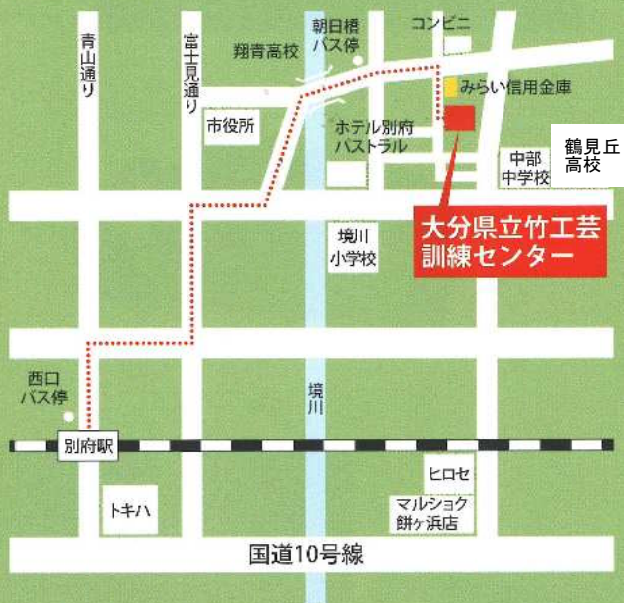 青山通り
富士見通り
翔青高校
朝日橋
バス停
コンビニ
みらい信用金庫
市役所
ホテル別府
パストラル
中部
中学校
鶴見丘
高校
大分県立竹工芸
訓練センター
境川
小学校
西口
バス停
境川
別府駅
トキハ
ヒロセ
マルショク
餅ヶ浜店
国道10号線